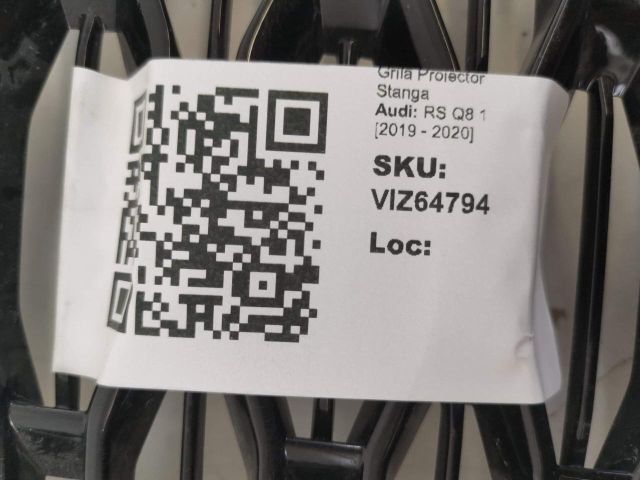 Grila Proiector
Stanga
Audi: RS Q8 1
[2019 - 2020]
SKU:
VIZ64794
Loc: